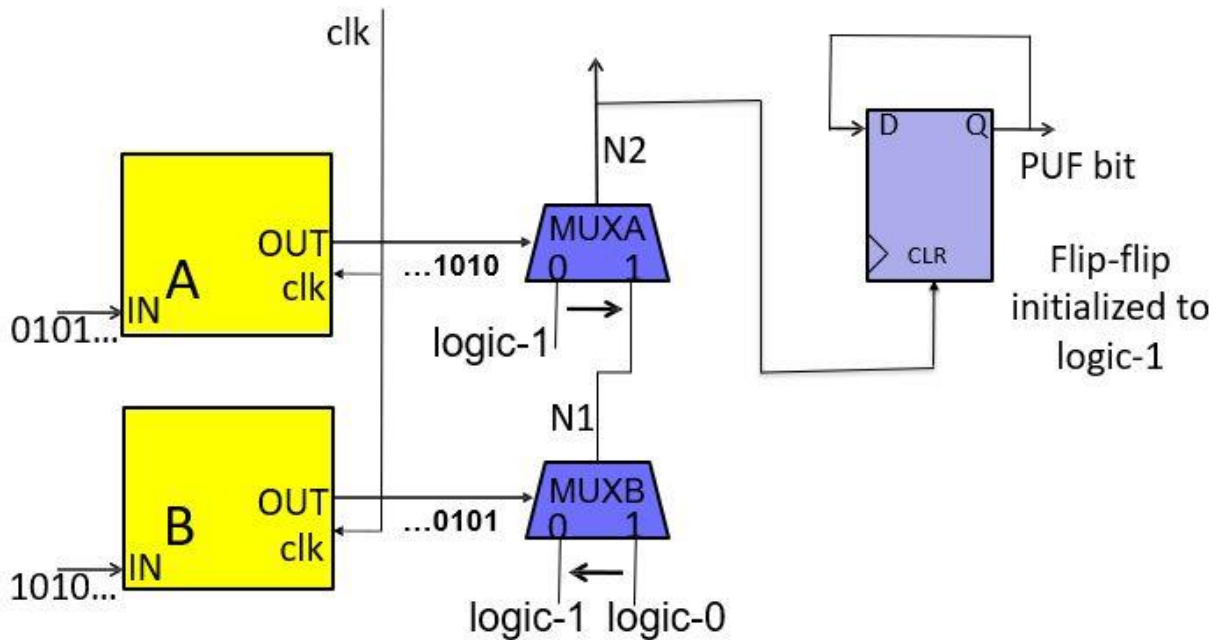 clk
A
IN
OUT
clk
0101...
...1010
MUXA
0 1
logic-1
N2
D Q
CLR
PUF bit
Flip-flip
initialized to
logic-1
B
IN
OUT
clk
1010...
...0101
N1
MUXB
0 1
logic-1 logic-0